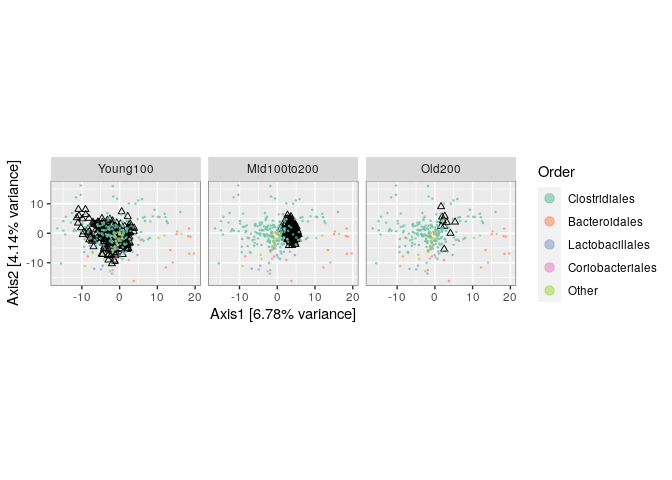 Young100
Mid100to200
Old200
Order
Axis2 [4.14% variance]
10
0
-10
-10
0
10
20
-10
0
10
20
-10
0
10
20
Axis1 [6.78% variance]
Clostridiales
Bacteroidales
Lactobacillales
Coriobacteriales
Other